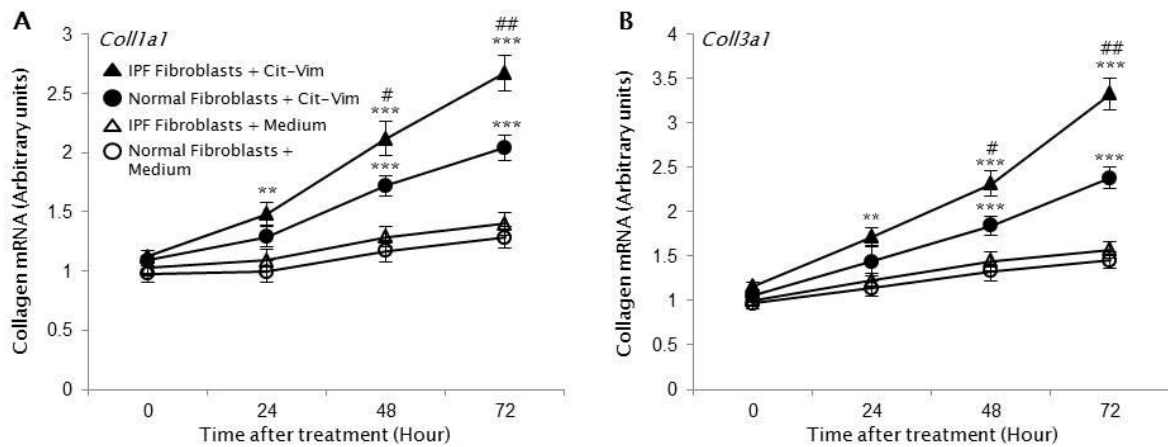 A
Coll1a1
Collagen mRNA (Arbitrary units)
3
2.5
2
1.5
1
0.5
0
IPF Fibroblasts + Cit-Vim
Normal Fibroblasts + Cit-Vim
IPF Fibroblasts + Medium
Normal Fibroblasts +
Medium
**
#
***
***
##
***
***
0 24 48 72
Time after treatment (Hour)
B
Coll3a1
Collagen mRNA (Arbitrary units)
4
3.5
3
2.5
2
1.5
1
0.5
0
**
#
***
***
##
***
***
0 24 48 72
Time after treatment (Hour)